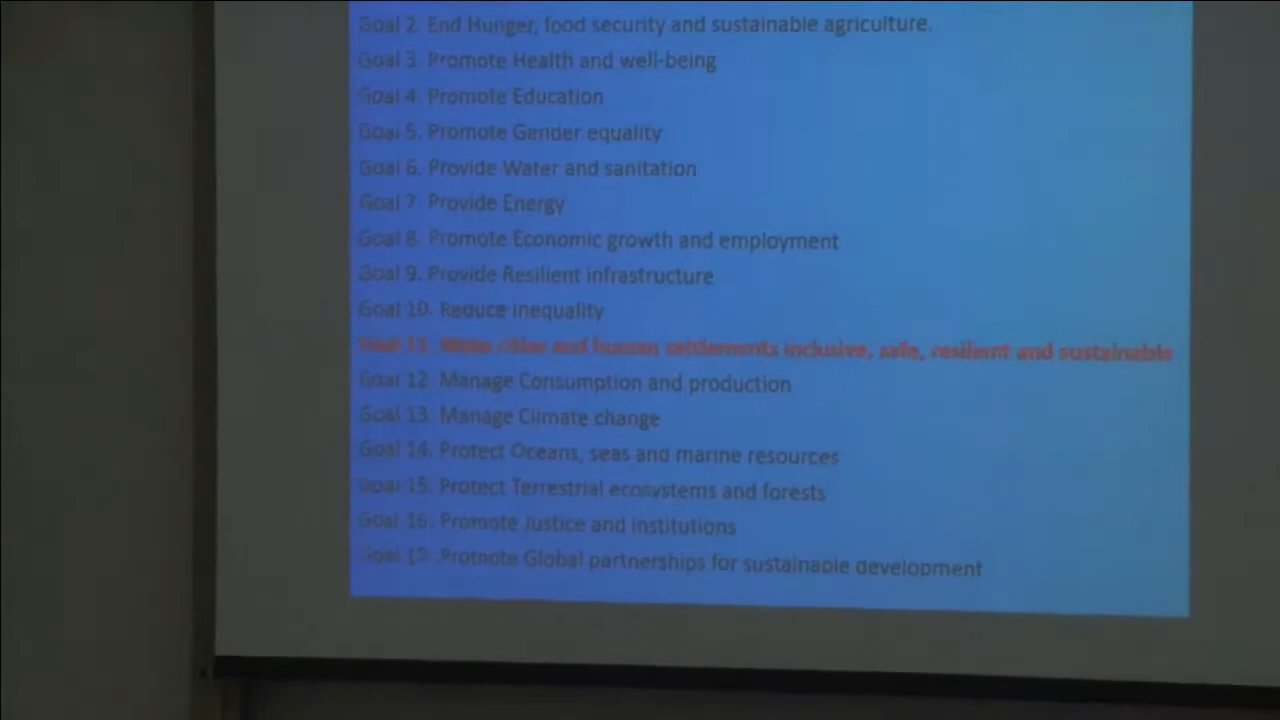 Goal 2. End Hunger, food security and sustainable agriculture.
Goal 3. Promote Health and well-being
Goal 4. Promote Education
Goal 5. Promote Gender equality
Goal 6. Provide Water and sanitation
Goal 7. Provide Energy
Goal 8. Promote Economic growth and employment
Goal 9. Provide Resilient infrastructure
Goal 10. Reduce inequality
Goal 11. Make cities and human settlements inclusive, safe, resilient and sustainable
Goal 12. Manage Consumption and production
Goal 13. Manage Climate change
Goal 14. Protect Oceans, seas and marine resources
Goal 15. Protect Terrestrial ecosystems and forests
Goal 16. Promote Justice and institutions
Goal 17. Promote Global partnerships for sustainable development